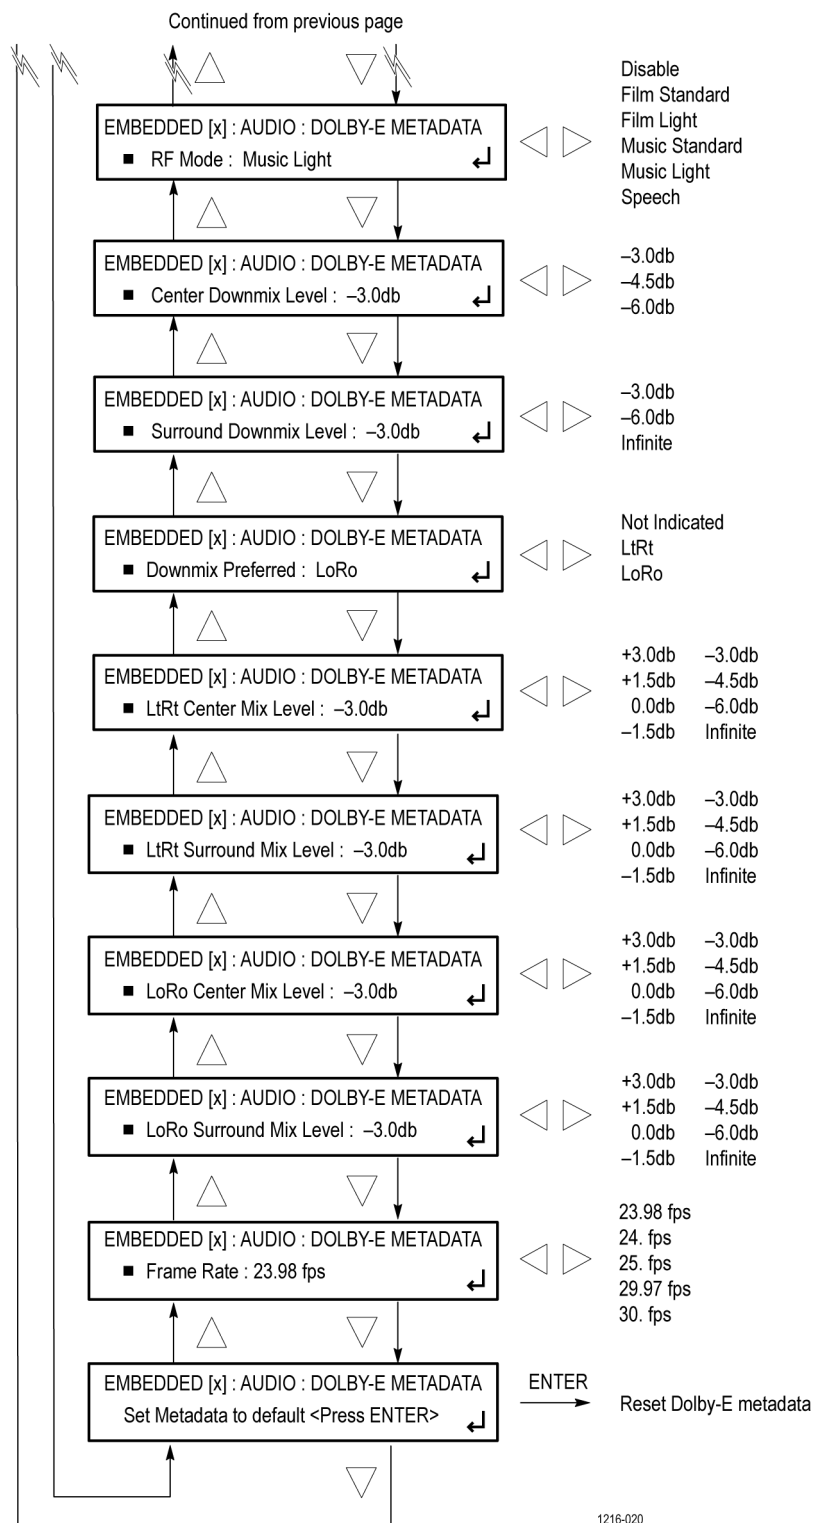 Continued from previous page
EMBEDDED [x] : AUDIO : DOLBY-E METADATA
■ RF Mode : Music Light
Disable
Film Standard
Film Light
Music Standard
Music Light
Speech
EMBEDDED [x] : AUDIO : DOLBY-E METADATA
■ Center Downmix Level : –3.0db
–3.0db
–4.5db
–6.0db
EMBEDDED [x] : AUDIO : DOLBY-E METADATA
■ Surround Downmix Level : –3.0db
–3.0db
–6.0db
Infinite
EMBEDDED [x] : AUDIO : DOLBY-E METADATA
■ Downmix Preferred : LoRo
Not Indicated
LtRt
LoRo
EMBEDDED [x] : AUDIO : DOLBY-E METADATA
■ LtRt Center Mix Level : –3.0db
+3.0db –3.0db
+1.5db –4.5db
0.0db –6.0db
–1.5db Infinite
EMBEDDED [x] : AUDIO : DOLBY-E METADATA
■ LtRt Surround Mix Level : –3.0db
+3.0db –3.0db
+1.5db –4.5db
0.0db –6.0db
–1.5db Infinite
EMBEDDED [x] : AUDIO : DOLBY-E METADATA
■ LoRo Center Mix Level : –3.0db
+3.0db –3.0db
+1.5db –4.5db
0.0db –6.0db
–1.5db Infinite
EMBEDDED [x] : AUDIO : DOLBY-E METADATA
■ LoRo Surround Mix Level : –3.0db
+3.0db –3.0db
+1.5db –4.5db
0.0db –6.0db
–1.5db Infinite
EMBEDDED [x] : AUDIO : DOLBY-E METADATA
■ Frame Rate : 23.98 fps
23.98 fps
24. fps
25. fps
29.97 fps
30. fps
EMBEDDED [x] : AUDIO : DOLBY-E METADATA
Set Metadata to default <Press ENTER>
ENTER
Reset Dolby-E metadata
1216-020